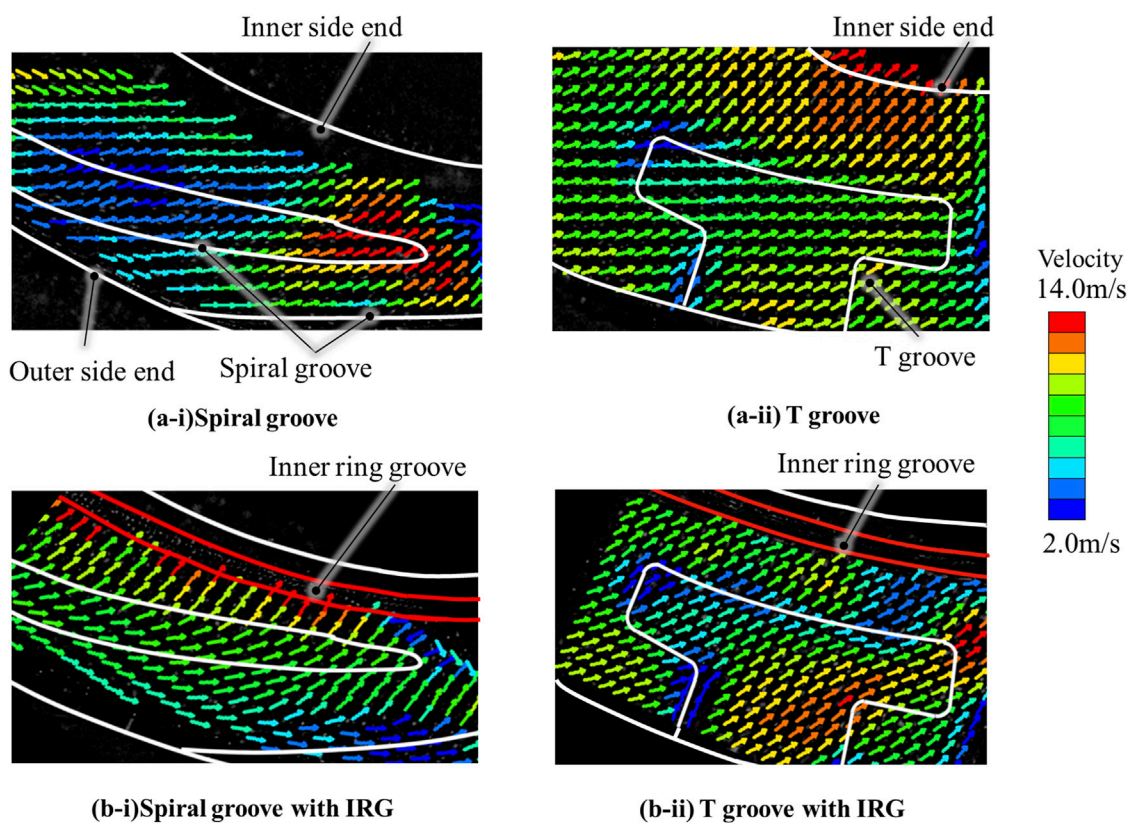 Inner side end
Inner side end
Velocity
14.0m/s
2.0m/s
Outer side end
Spiral groove
T groove
(a-i)Spiral groove
(a-ii) T groove
Inner ring groove
Inner ring groove
(b-i)Spiral groove with IRG
(b-ii) T groove with IRG